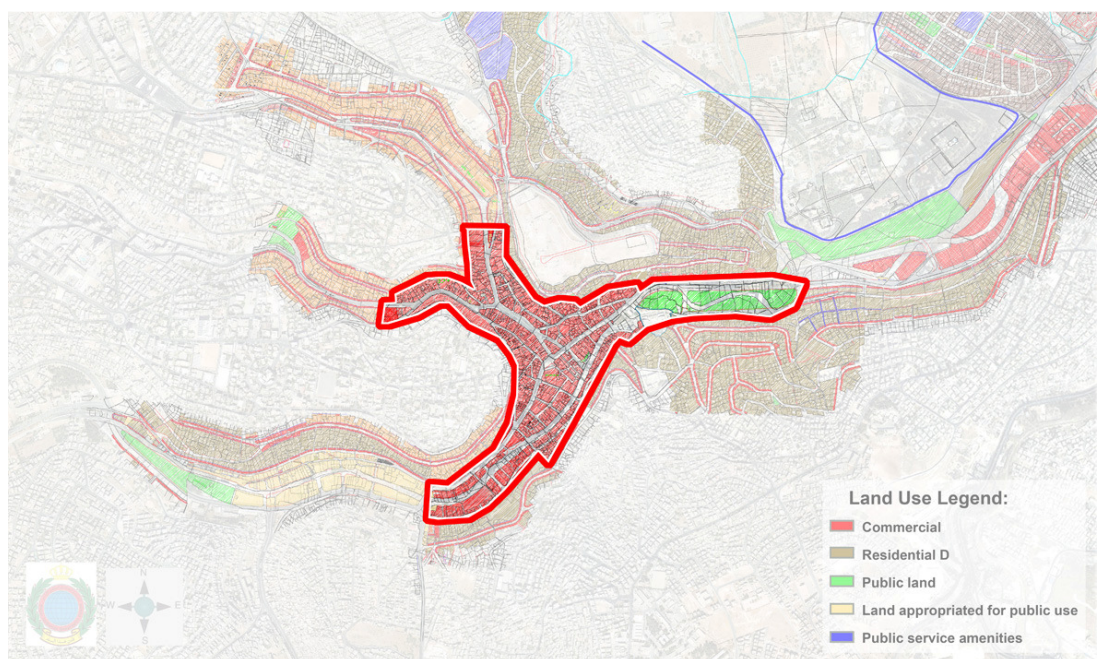 N
W
E
Land Use Legend:
Commercial
Residential D
Public land
Land appropriated for public use
Public service amenities